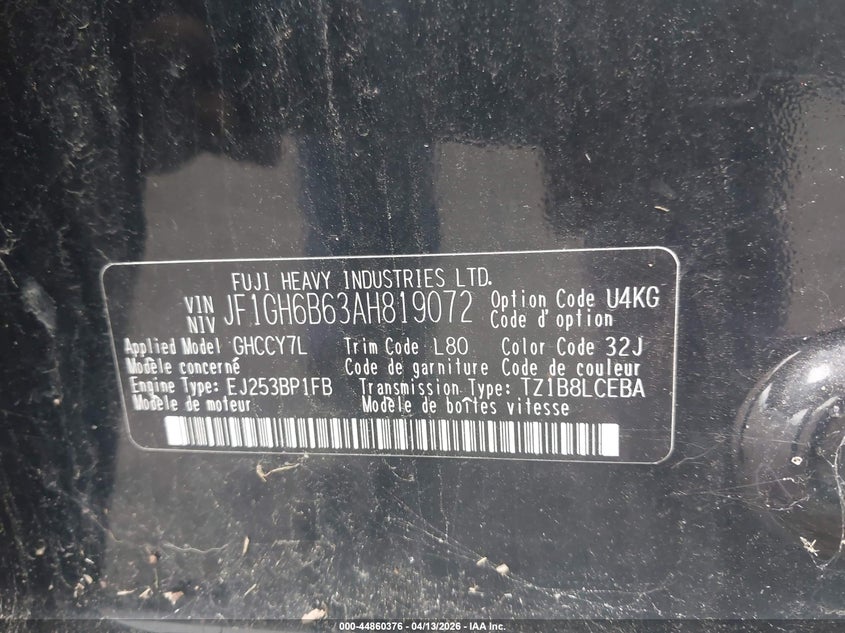 FUJI HEAVY INDUSTRIES LTD.
VIN NIV JF1GH6B63AH819072 Option Code U4KG
Code d'option
Applied Model GHCCY7L Trim Code L80 Color Code 32J
Modèle concerné Code de garniture Code de couleur
Engine Type: EJ253BP1FB Transmission Type: TZ1B8LCEBA
Modèle de moteur Modèle de boîtes vitesse
000-44860376 - 04/13/2026 - IAA Inc.